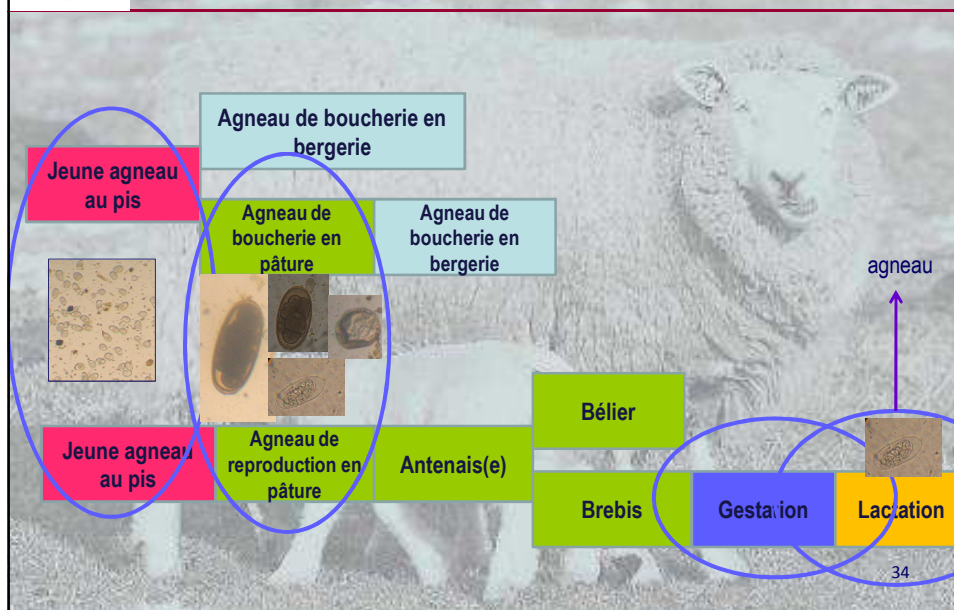 Agneau de boucherie en
bergerie
Jeune agneau
au pis
Agneau de
boucherie en
pâture
Agneau de
boucherie en
bergerie
agneau
Bélier
Jeune agneau
au pis
Agneau de
reproduction en
pâture
Antenais(e)
Brebis
Gestation
Lactation
34